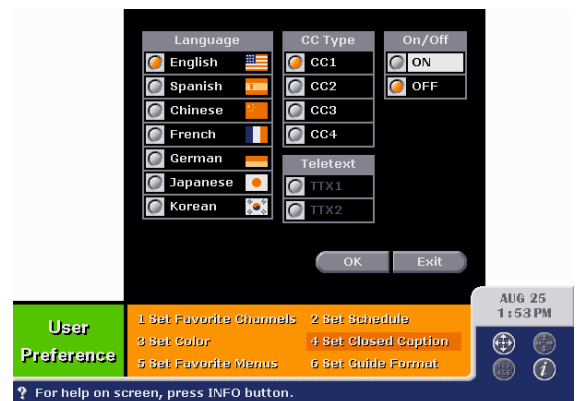 Language
English
Spanish
Chinese
French
German
Japanese
Korean
CC Type
CC1
CC2
CC3
CC4
Teletext
TTX1
TTX2
On/Off
ON
OFF
OK Exit
AUG 25
1:53 PM
User
Preference
1 Set Favorite Channels 2 Set Schedule
3 Set Color 4 Set Closed Caption
5 Set Favorite Menus 6 Set Guide Format
i
? For help on screen, press INFO button.